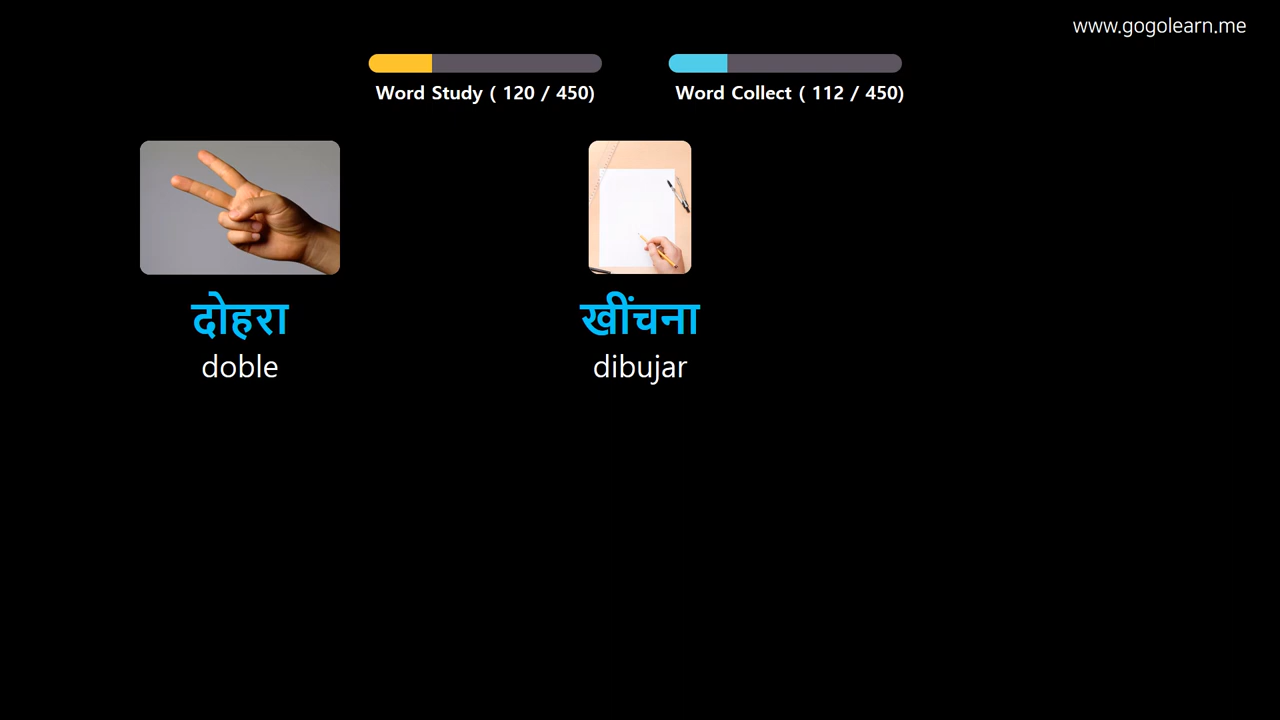 www.gogolearn.me
Word Study ( 120 / 450)
Word Collect ( 112 / 450)
दोहरा
doble
खींचना
dibujar